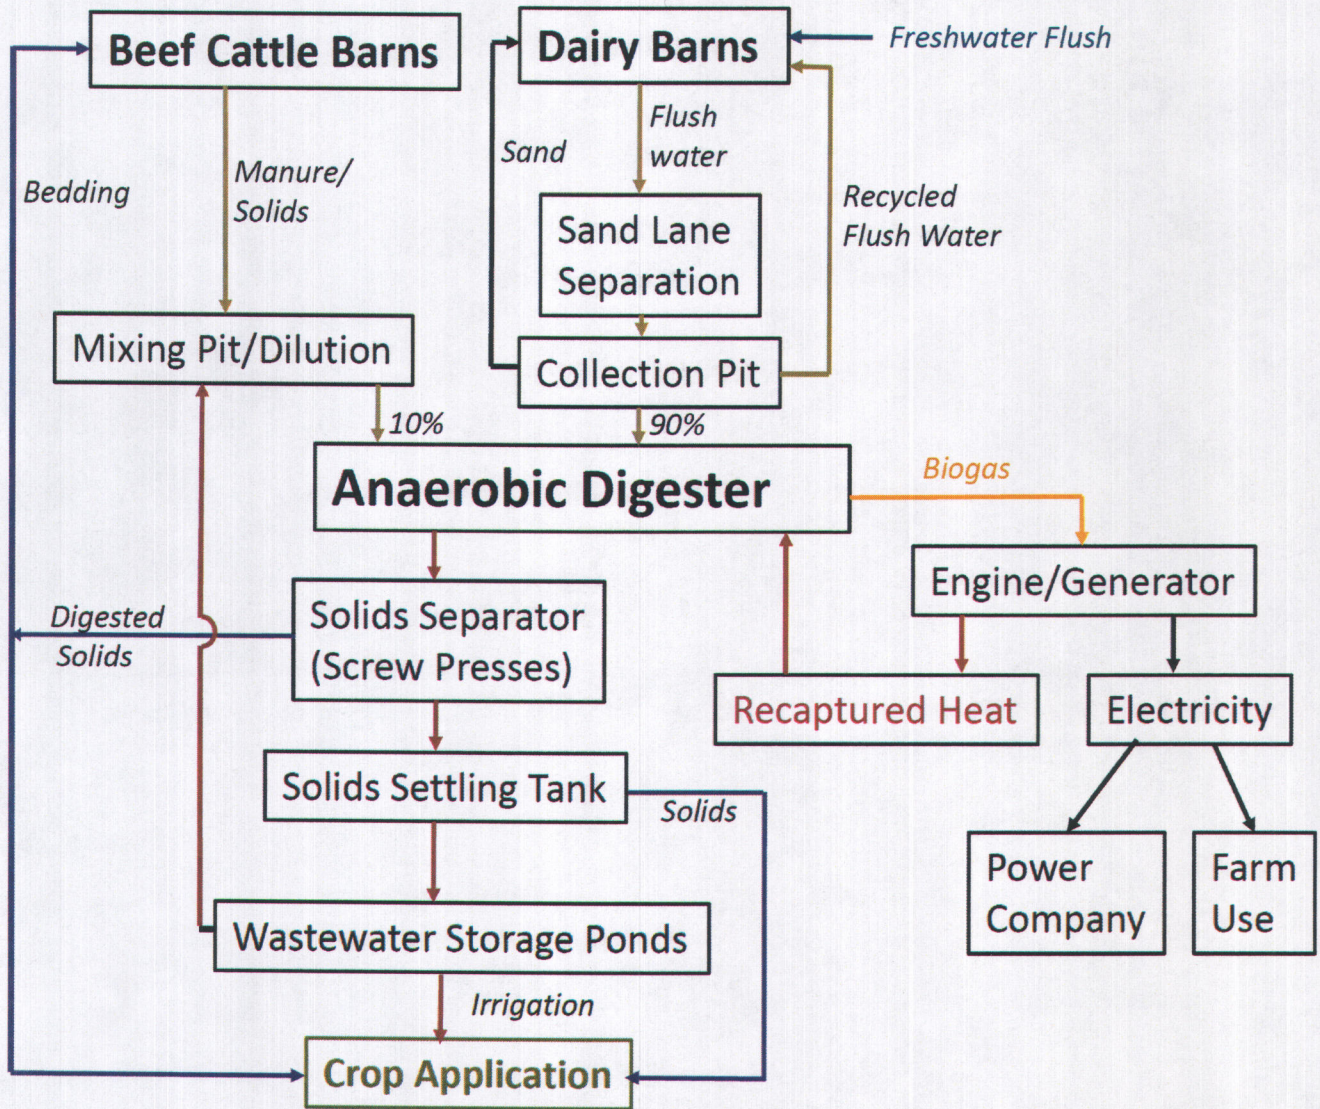 Beef Cattle Barns
Dairy Barns
Freshwater Flush
Flush
water
Sand
Bedding
Manure/
Solids
Recycled
Flush Water
Sand Lane
Separation
Mixing Pit/Dilution
Collection Pit
10%
90%
Anaerobic Digester
Biogas
Engine/Generator
Digested
Solids
Solids Separator
(Screw Presses)
Recaptured Heat
Electricity
Solids Settling Tank
Solids
Power
Company
Farm
Use
Wastewater Storage Ponds
Irrigation
Crop Application